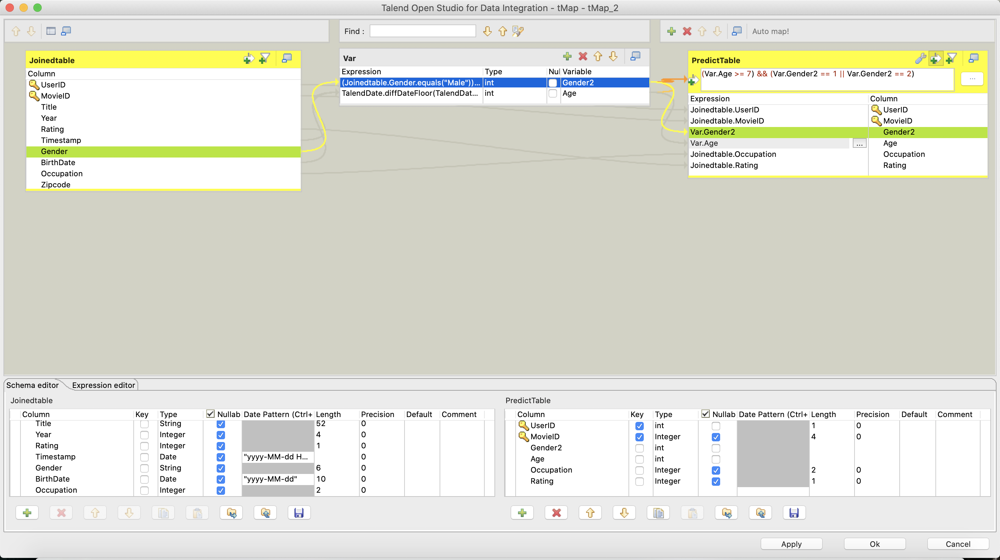 Talend Open Studio for Data Integration - tMap - tMap_2
Find :
Auto map!
Joinedtable
Column
UserID
MovieID
Title
Year
Rating
Timestamp
Gender
BirthDate
Occupation
Zipcode
Var
Expression Type Nul Variable
(Joinedtable.Gender.equals("Male"))... int Gender2
TalendDate.diffDateFloor(TalendDat... int Age
PredictTable
(Var.Age >= 7) && (Var.Gender2 == 1 || Var.Gender2 == 2)
...
Expression Column
Joinedtable.UserID UserID
Joinedtable.MovieID MovieID
Var.Gender2 Gender2
Var.Age ... Age
Joinedtable.Occupation Occupation
Joinedtable.Rating Rating
Schema editor Expression editor
Joinedtable
Column Key Type Nullab Date Pattern (Ctrl+ Length Precision Default Comment
Title String 52 0
Year Integer 4 0
Rating Integer 1 0
Timestamp Date "yyyy-MM-dd H... 0
Gender String 6 0
BirthDate Date "yyyy-MM-dd" 10 0
Occupation Integer 2 0
PredictTable
Column Key Type Nullab Date Pattern (Ctrl+ Length Precision Default Comment
UserID int 1 0
MovieID Integer 4 0
Gender2 int
Age int
Occupation Integer 2 0
Rating Integer 1 0
Apply Ok Cancel